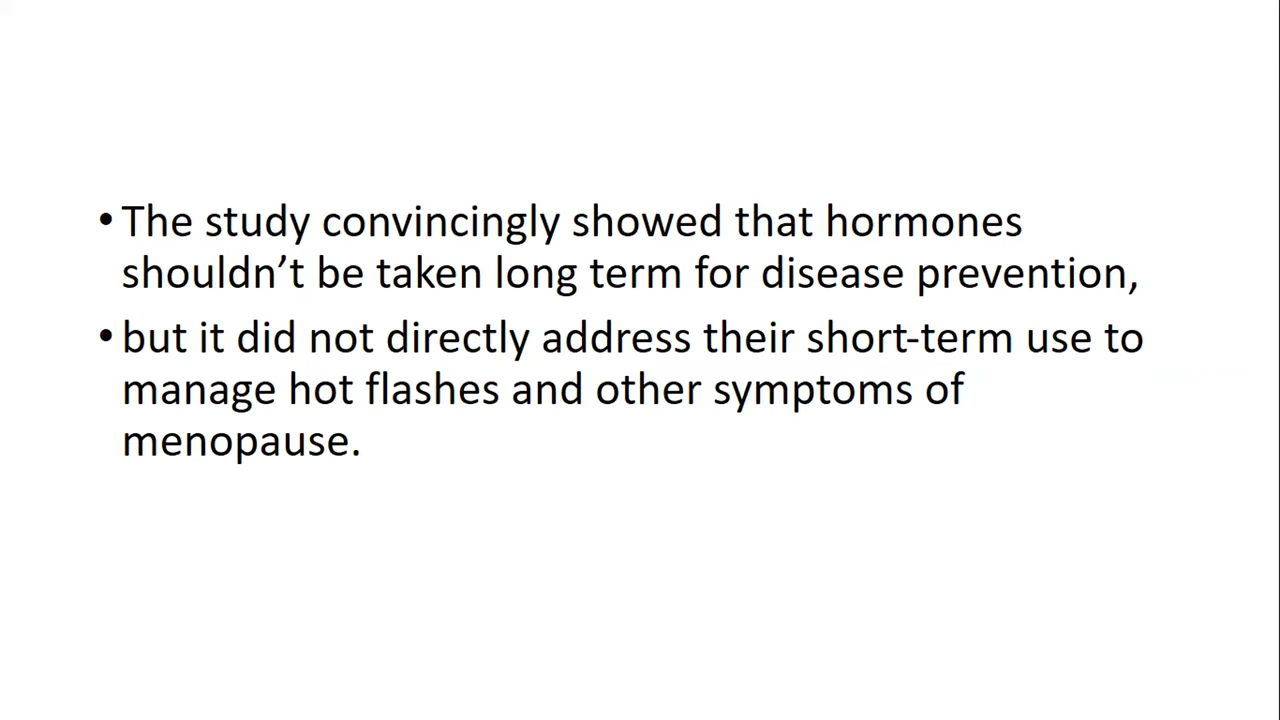 •The study convincingly showed that hormones
shouldn’t be taken long term for disease prevention,
•but it did not directly address their short-term use to
manage hot flashes and other symptoms of
menopause.